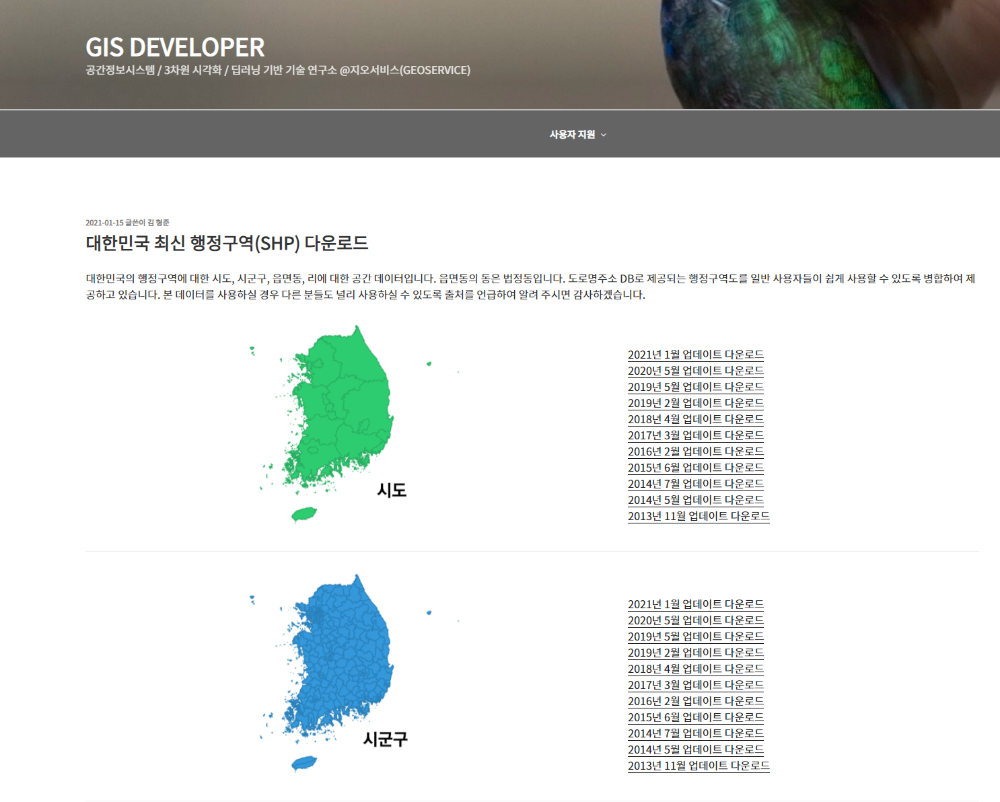 GIS DEVELOPER
공간정보시스템 / 3차원 시각화 / 딥러닝 기반 기술 연구소 @지오서비스(GEOSERVICE)
사용자 지원
2021-01-15 글쓴이 김 형준
대한민국 최신 행정구역(SHP) 다운로드
대한민국의 행정구역에 대한 시도, 시군구, 읍면동, 리에 대한 공간 데이터입니다. 읍면동의 동은 법정동입니다. 도로명주소 DB로 제공되는 행정구역도를 일반 사용자들이 쉽게 사용할 수 있도록 병합하여 제
공하고 있습니다. 본 데이터를 사용하실 경우 다른 분들도 널리 사용하실 수 있도록 출처를 언급하여 알려 주시면 감사하겠습니다.
시도
2021년 1월 업데이트 다운로드
2020년 5월 업데이트 다운로드
2019년 5월 업데이트 다운로드
2019년 2월 업데이트 다운로드
2018년 4월 업데이트 다운로드
2017년 3월 업데이트 다운로드
2016년 2월 업데이트 다운로드
2015년 6월 업데이트 다운로드
2014년 7월 업데이트 다운로드
2014년 5월 업데이트 다운로드
2013년 11월 업데이트 다운로드
시군구
2021년 1월 업데이트 다운로드
2020년 5월 업데이트 다운로드
2019년 5월 업데이트 다운로드
2019년 2월 업데이트 다운로드
2018년 4월 업데이트 다운로드
2017년 3월 업데이트 다운로드
2016년 2월 업데이트 다운로드
2015년 6월 업데이트 다운로드
2014년 7월 업데이트 다운로드
2014년 5월 업데이트 다운로드
2013년 11월 업데이트 다운로드